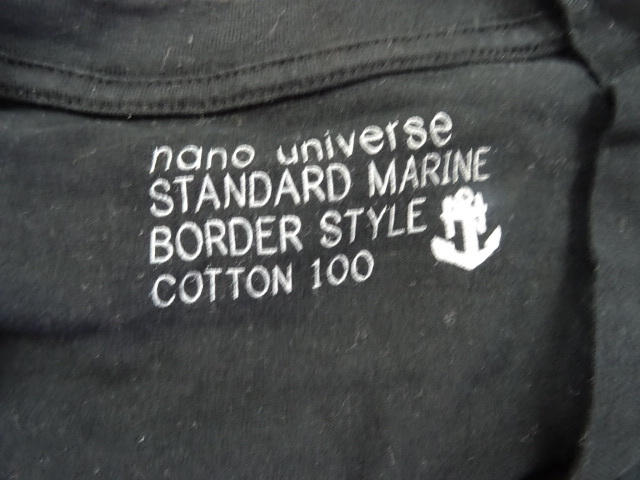 nano universe
STANDARD MARINE
BORDER STYLE
COTTON 100